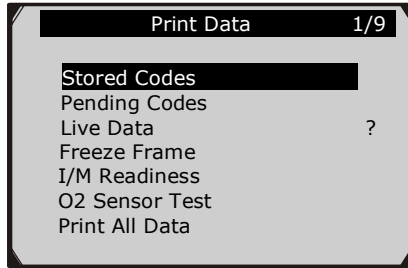 Print Data 1/9
Stored Codes
Pending Codes
Live Data ?
Freeze Frame
I/M Readiness
O2 Sensor Test
Print All Data